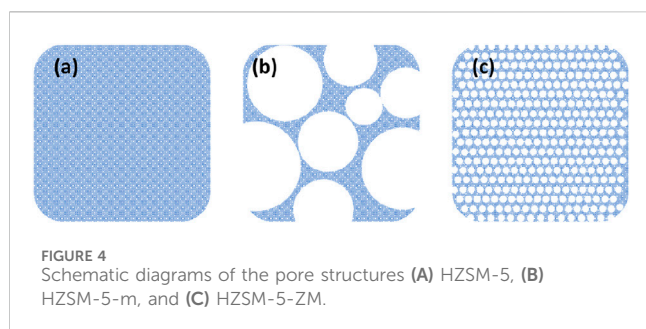 (a)
(b)
(c)
FIGURE 4
Schematic diagrams of the pore structures (A) HZSM-5, (B)
HZSM-5-m, and (C) HZSM-5-ZM.